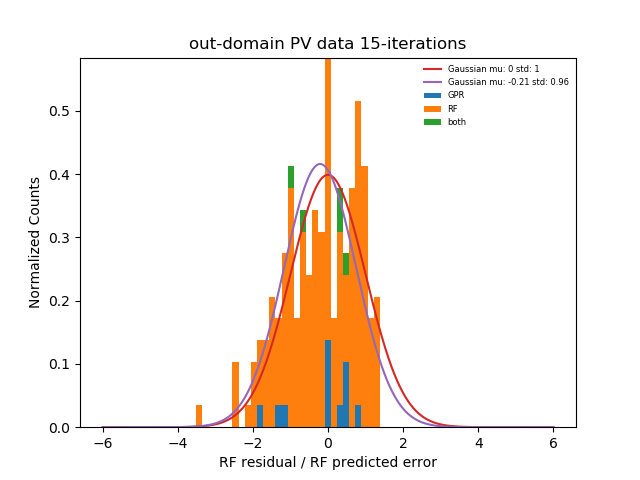 out-domain PV data 15-iterations
Gaussian mu: 0 std: 1
Gaussian mu: -0.21 std: 0.96
GPR
RF
both
Normalized Counts
0.5
0.4
0.3
0.2
0.1
0.0
−6 −4 −2 0 2 4 6
RF residual / RF predicted error